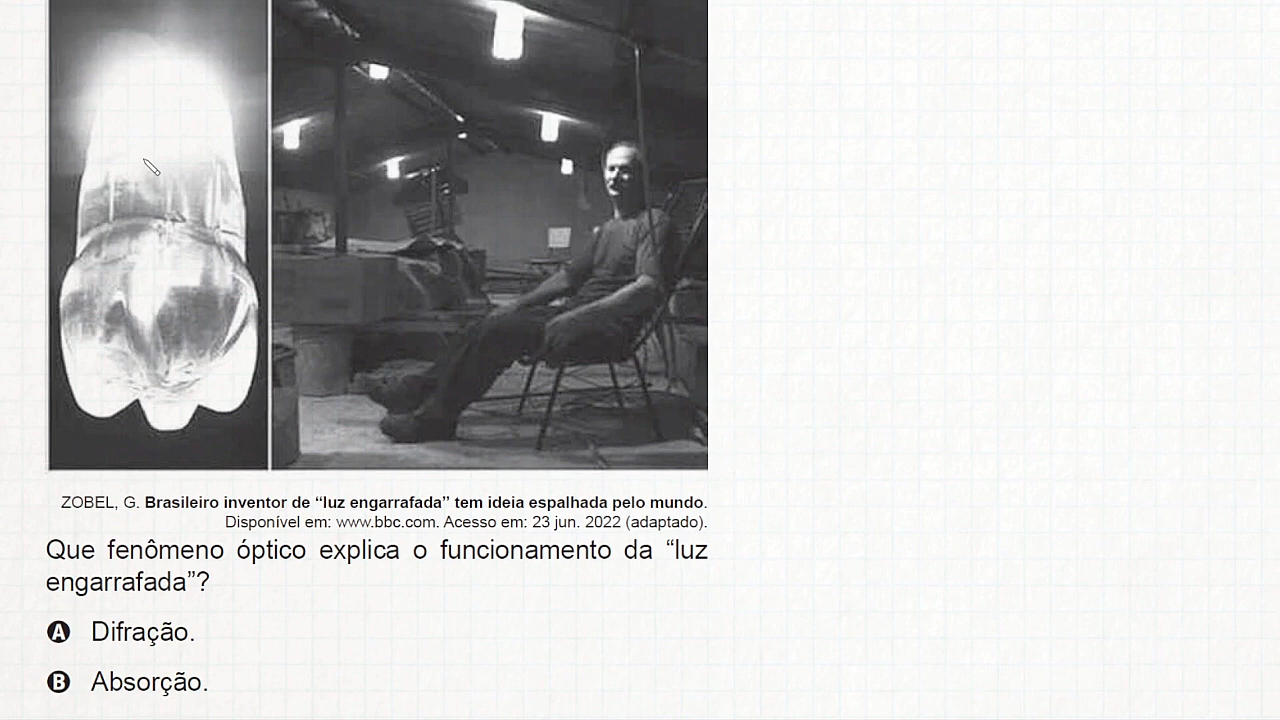 ZOBEL, G. Brasileiro inventor de “luz engarrafada” tem ideia espalhada pelo mundo.
Disponível em: www.bbc.com. Acesso em: 23 jun. 2022 (adaptado).
Que fenômeno óptico explica o funcionamento da “luz
engarrafada”?
A Difração.
B Absorção.